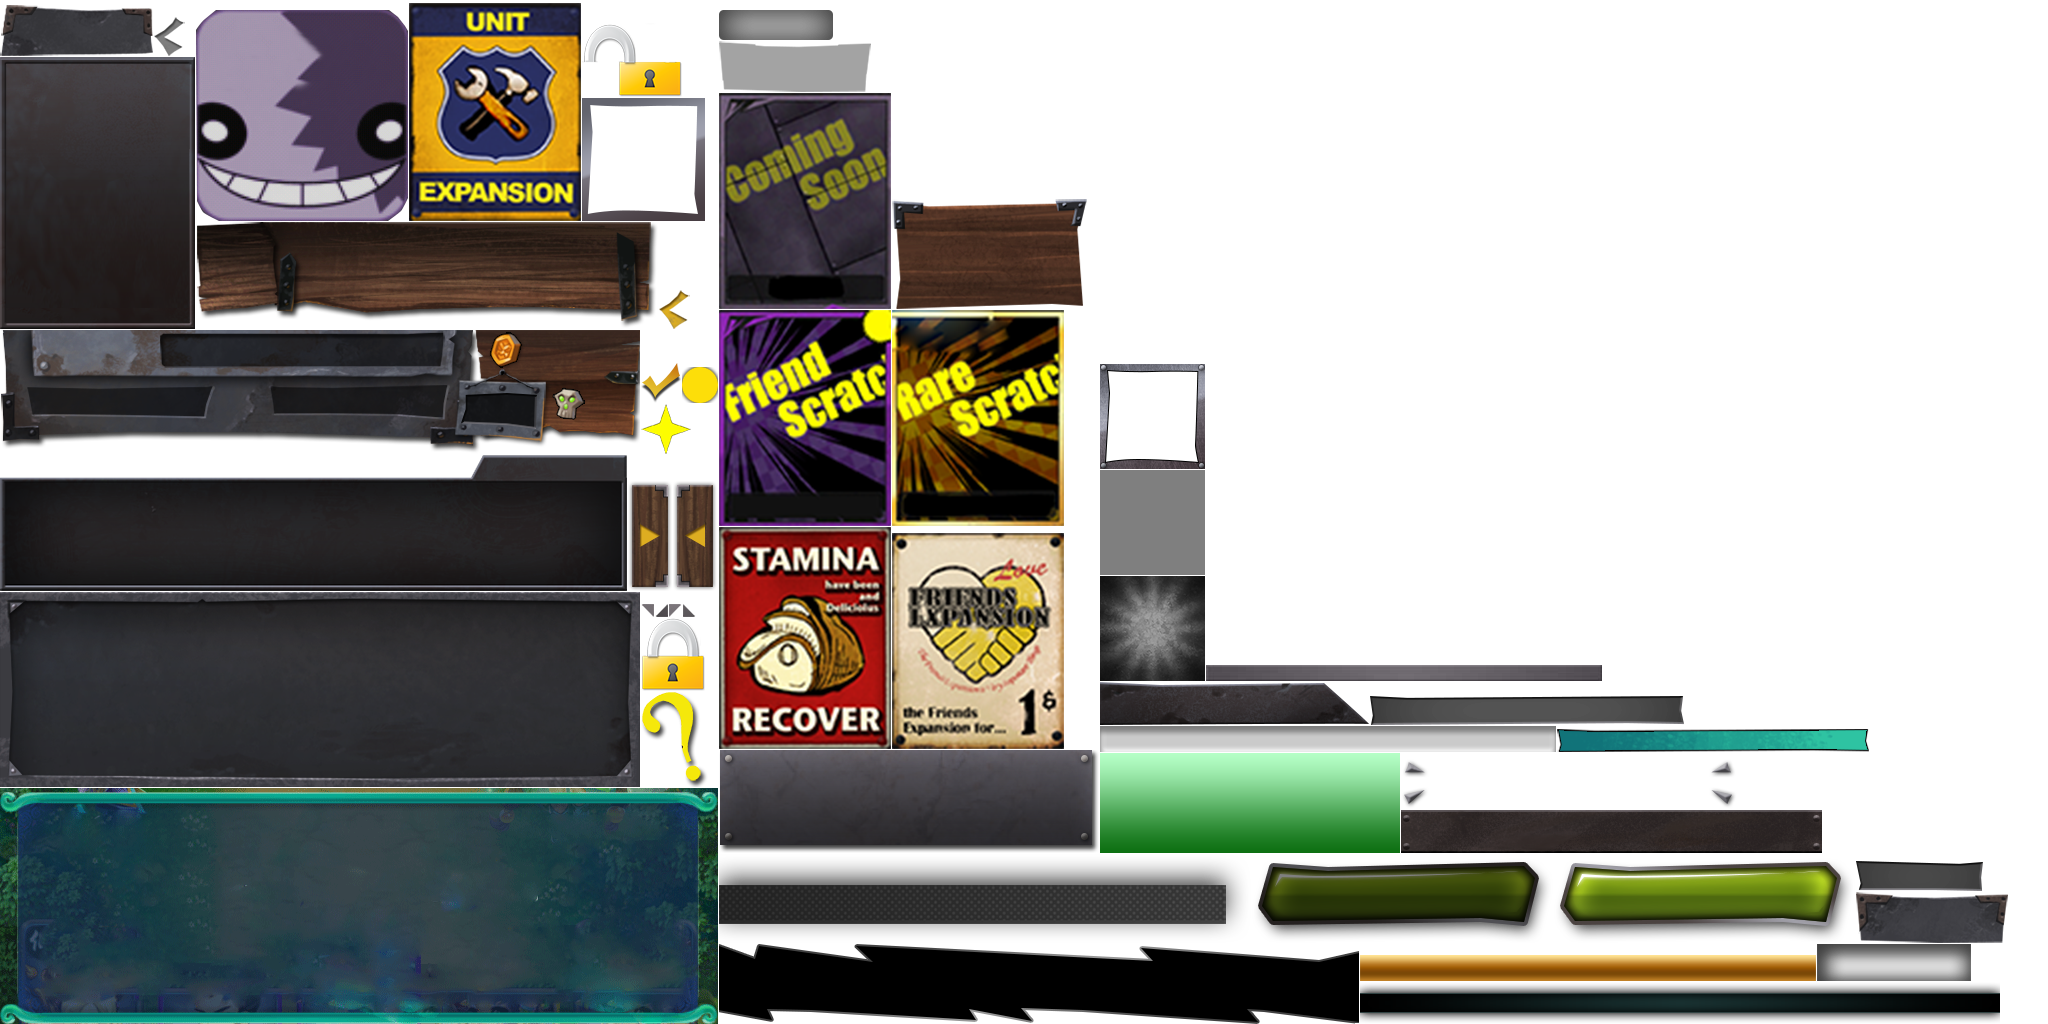 UNIT
EXPANSION
Coming
Soon
Friend
Scratc
Rare
Scratc
STAMINA
have been
and
Deliciolus
RECOVER
Love
FRIENDS
EXPANSION
the Friends
Expansion for...
1$